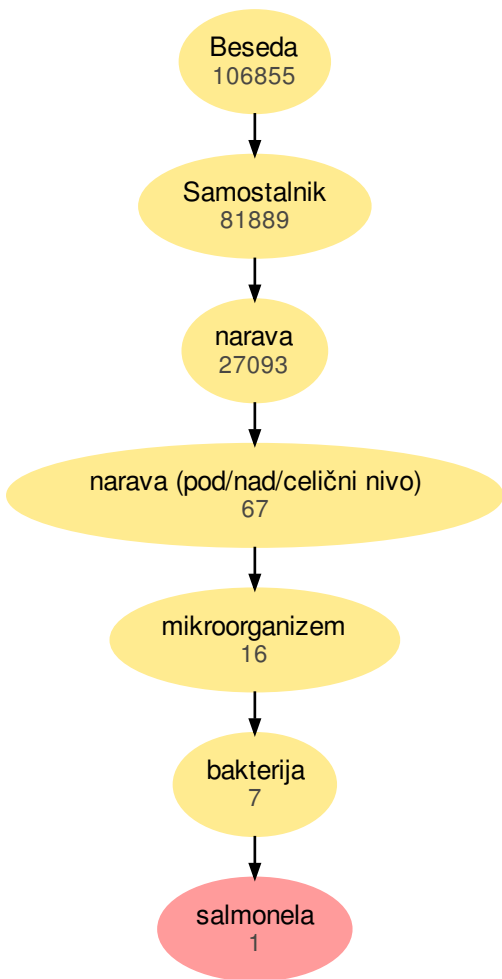 Beseda
106855
Samostalnik
81889
narava
27093
narava (pod/nad/celični nivo)
67
mikroorganizem
16
bakterija
7
salmonela
1